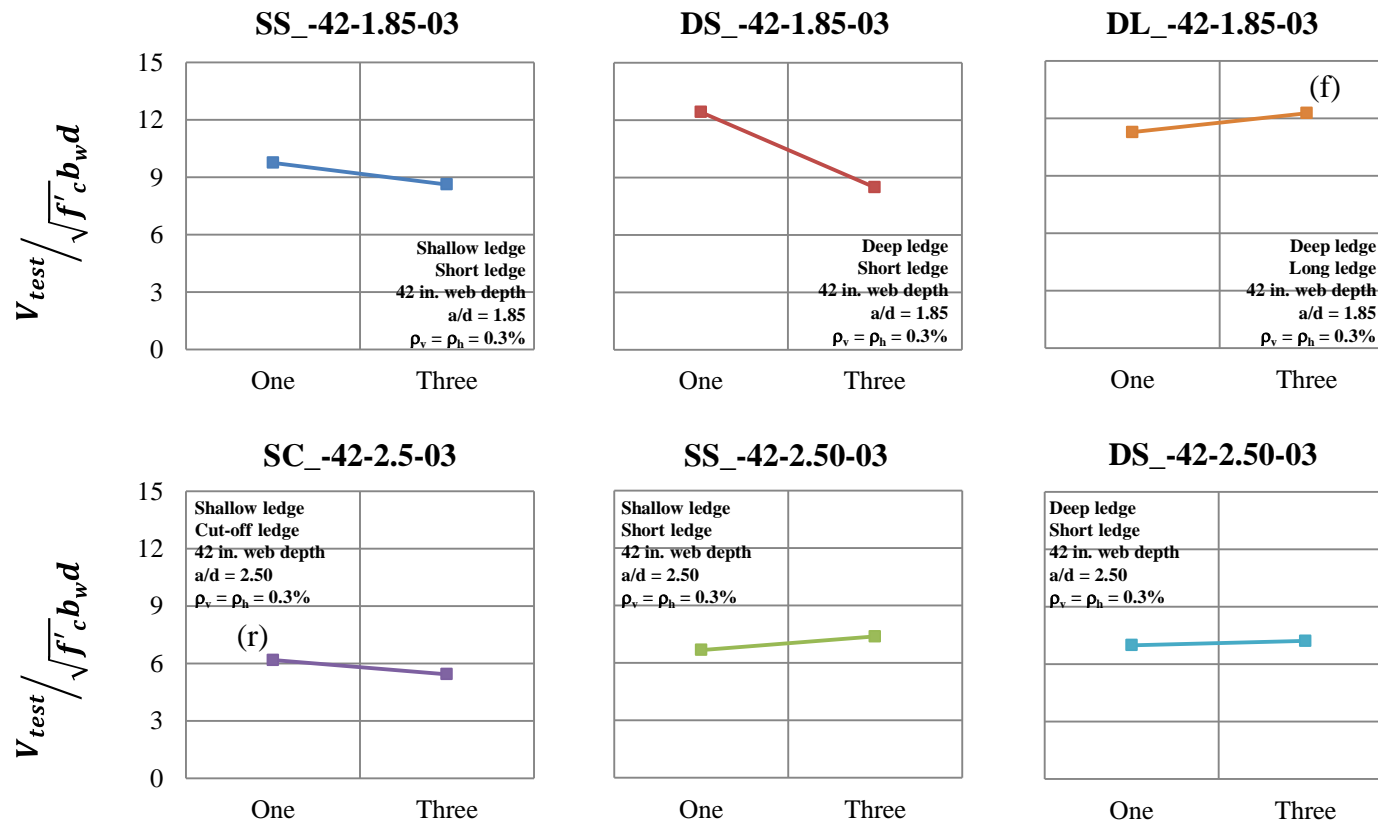 SS_-42-1.85-03
DS_-42-1.85-03
DL_-42-1.85-03
V_test / √f'_c b_w d
15
12
9
6
3
0
Shallow ledge
Short ledge
42 in. web depth
a/d = 1.85
ρ_v = ρ_h = 0.3%
One
Three
Deep ledge
Short ledge
42 in. web depth
a/d = 1.85
ρ_v = ρ_h = 0.3%
One
Three
(f)
Deep ledge
Long ledge
42 in. web depth
a/d = 1.85
ρ_v = ρ_h = 0.3%
One
Three
SC_-42-2.5-03
SS_-42-2.50-03
DS_-42-2.50-03
V_test / √f'_c b_w d
15
12
9
6
3
0
Shallow ledge
Cut-off ledge
42 in. web depth
a/d = 2.50
ρ_v = ρ_h = 0.3%
(r)
One
Three
Shallow ledge
Short ledge
42 in. web depth
a/d = 2.50
ρ_v = ρ_h = 0.3%
One
Three
Deep ledge
Short ledge
42 in. web depth
a/d = 2.50
ρ_v = ρ_h = 0.3%
One
Three